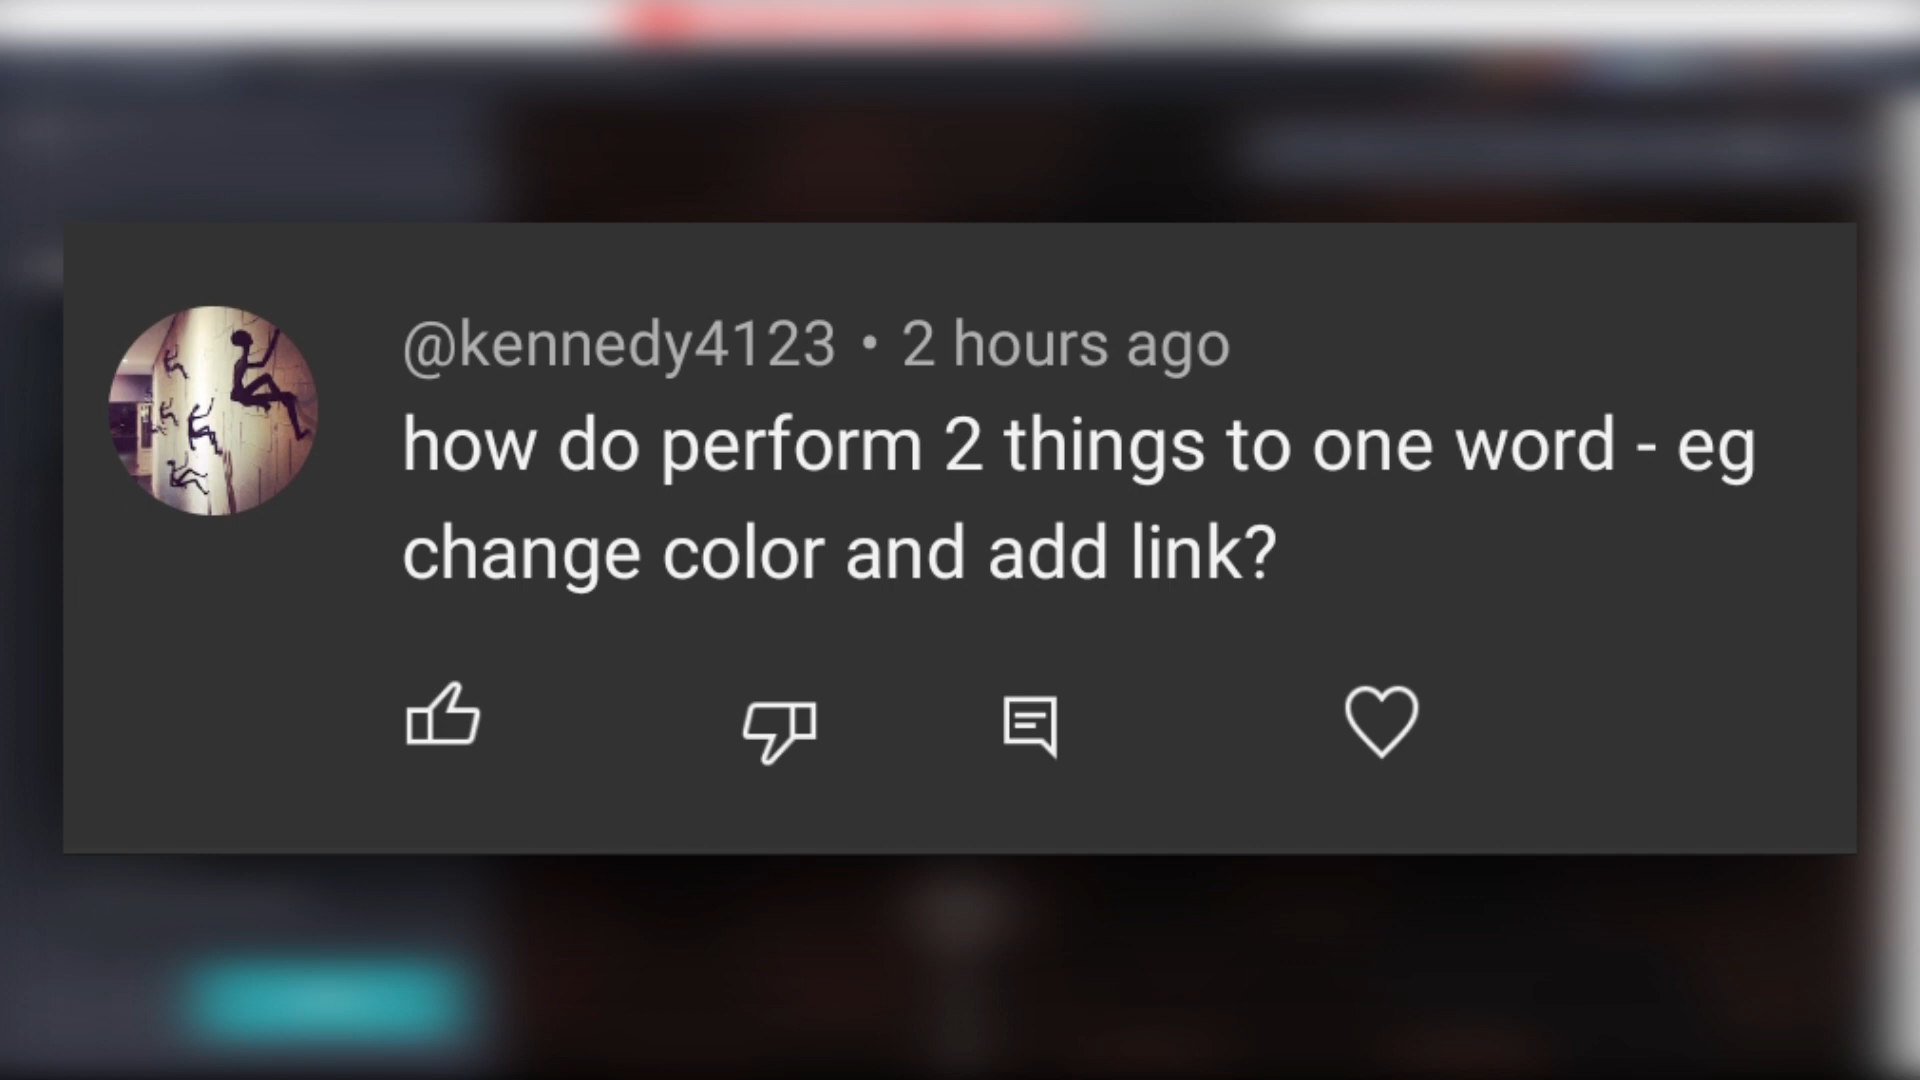 @kennedy4123 • 2 hours ago
how do perform 2 things to one word - eg
change color and add link?